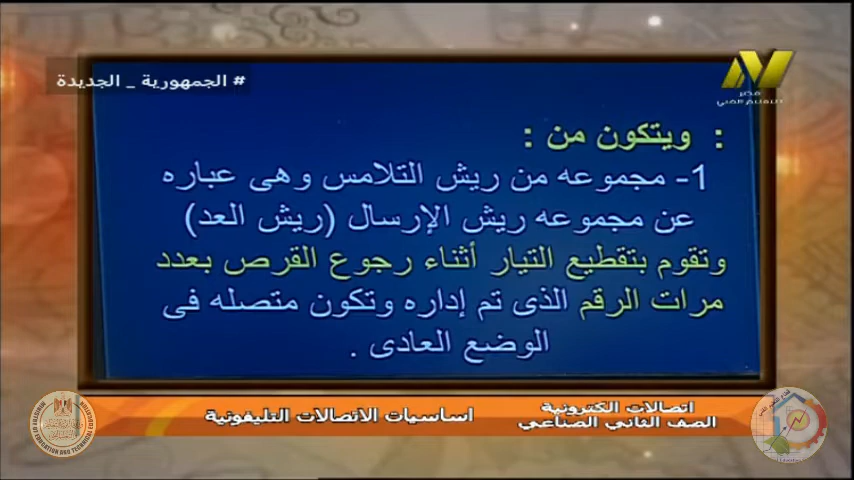 # الجمهورية _ الجديدة
مصر
التعليم الفني
: ويتكون من :
1- مجموعه من ريش التلامس وهى عباره
عن مجموعه ريش الإرسال (ريش العد)
وتقوم بتقطيع التيار أثناء رجوع القرص بعدد
مرات الرقم الذى تم إداره وتكون متصله فى
الوضع العادى .
اتصالات الكترونية
الصف الثاني الصناعي
اساسيات الاتصالات التليفونية